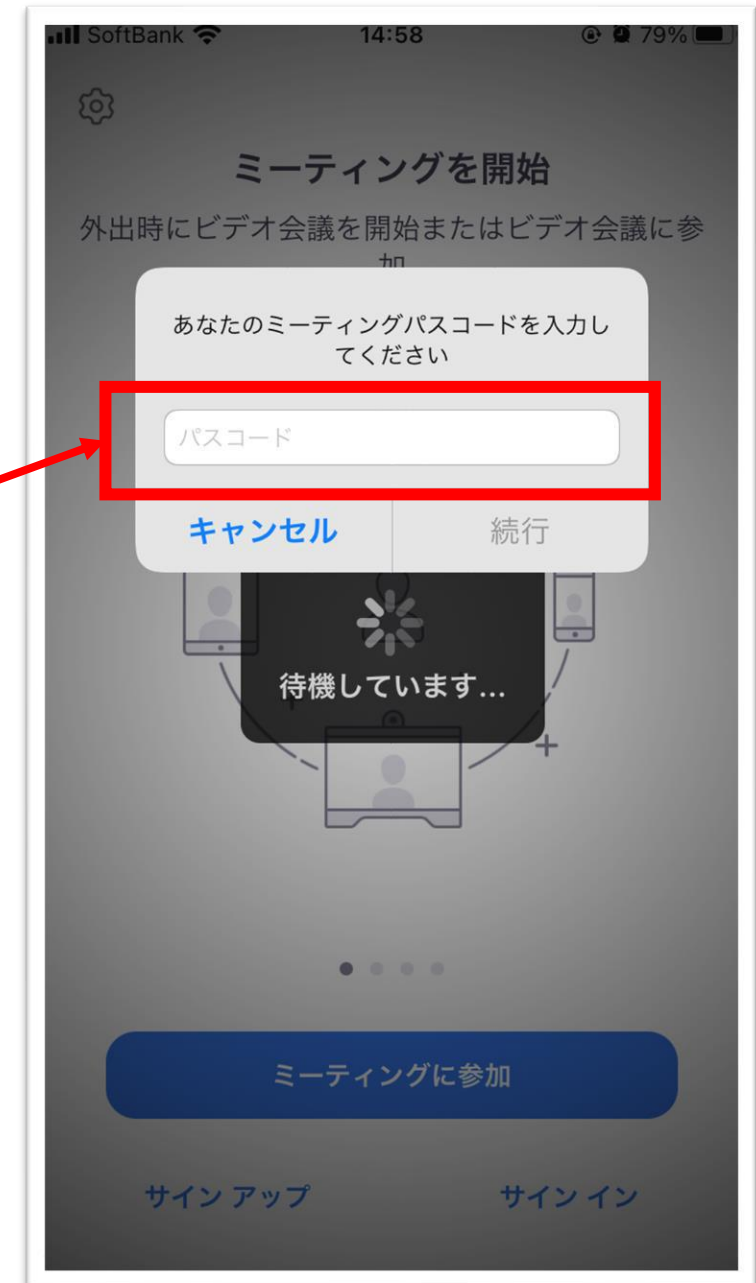 SoftBank 14:58 79%
ミーティングを開始
外出時にビデオ会議を開始またはビデオ会議に参
加
あなたのミーティングパスコードを入力し
てください
パスコード
キャンセル 続行
待機しています...
ミーティングに参加
サイン アップ サイン イン